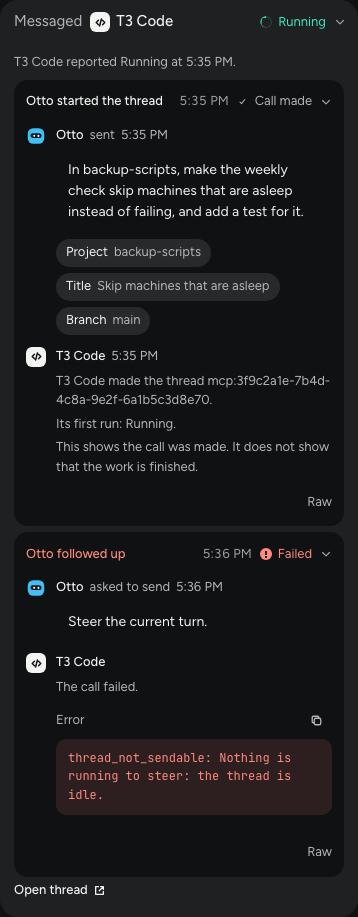 Messaged T3 Code Running
T3 Code reported Running at 5:35 PM.
Otto started the thread 5:35 PM ✓ Call made
Otto sent 5:35 PM
In backup-scripts, make the weekly
check skip machines that are asleep
instead of failing, and add a test for it.
Project backup-scripts
Title Skip machines that are asleep
Branch main
T3 Code 5:35 PM
T3 Code made the thread mcp:3f9c2a1e-7b4d-
4c8a-9e2f-6a1b5c3d8e70.
Its first run: Running.
This shows the call was made. It does not show
that the work is finished.
Raw
Otto followed up 5:36 PM Failed
Otto asked to send 5:36 PM
Steer the current turn.
T3 Code
The call failed.
Error
thread_not_sendable: Nothing is
running to steer: the thread is
idle.
Raw
Open thread